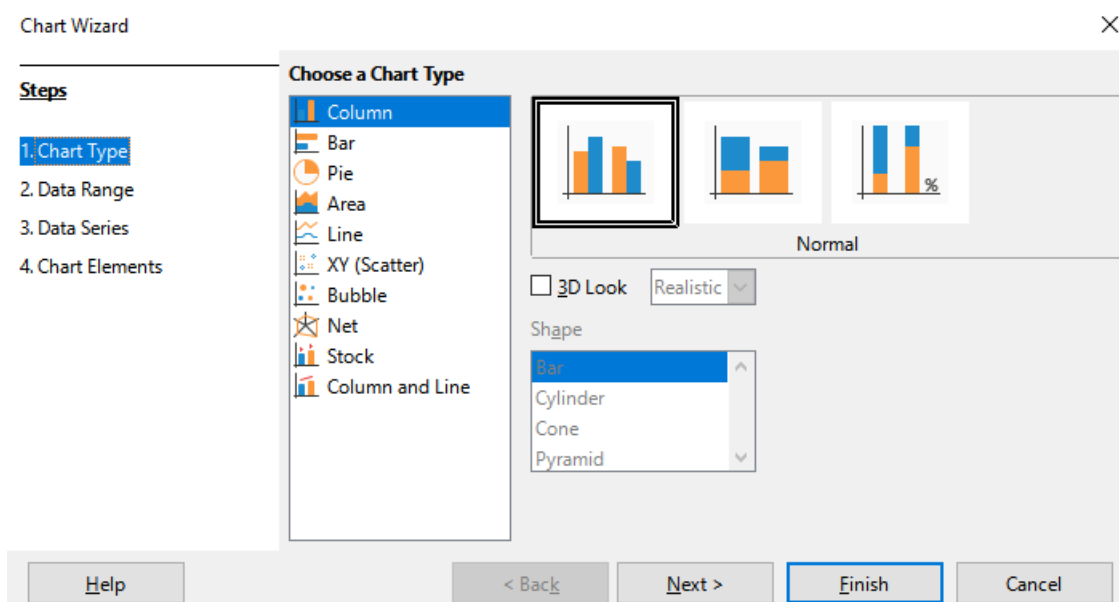 Chart Wizard
Steps
1. Chart Type
2. Data Range
3. Data Series
4. Chart Elements
Choose a Chart Type
Column
Bar
Pie
Area
Line
XY (Scatter)
Bubble
Net
Stock
Column and Line
%
Normal
3D Look
Realistic
Shape
Bar
Cylinder
Cone
Pyramid
Help
< Back
Next >
Finish
Cancel